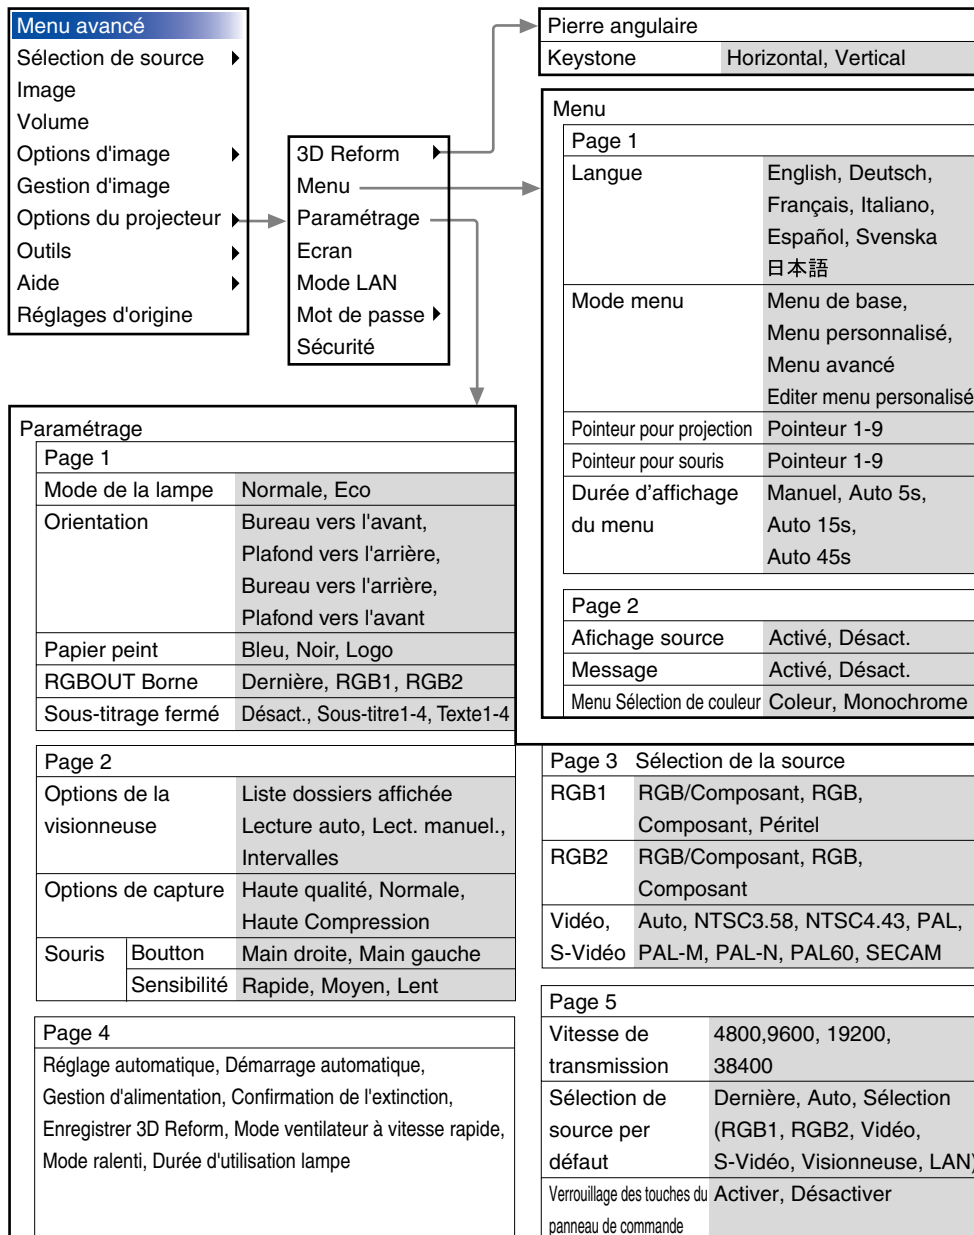 Menu avancé
Sélection de source
Image
Volume
Options d'image
Gestion d'image
Options du projecteur
Outils
Aide
Réglages d'origine
3D Reform
Menu
Paramétrage
Ecran
Mode LAN
Mot de passe
Sécurité
Pierre angulaire
Keystone Horizontal, Vertical
Menu
Page 1
Langue English, Deutsch,
Français, Italiano,
Español, Svenska
日本語
Mode menu Menu de base,
Menu personnalisé,
Menu avancé
Editer menu personalisé
Pointeur pour projection Pointeur 1-9
Pointeur pour souris Pointeur 1-9
Durée d’affichage Manuel, Auto 5s,
du menu Auto 15s,
Auto 45s
Page 2
Afichage source Activé, Désact.
Message Activé, Désact.
Menu Sélection de couleur Coleur, Monochrome
Paramétrage
Page 1
Mode de la lampe Normale, Eco
Orientation Bureau vers l'avant,
Plafond vers l'arrière,
Bureau vers l'arrière,
Plafond vers l'avant
Papier peint Bleu, Noir, Logo
RGBOUT Borne Dernière, RGB1, RGB2
Sous-titrage fermé Désact., Sous-titre1-4, Texte1-4
Page 2
Options de la Liste dossiers affichée
visionneuse Lecture auto, Lect. manuel.,
Intervalles
Options de capture Haute qualité, Normale,
Haute Compression
Souris Boutton Main droite, Main gauche
Sensibilité Rapide, Moyen, Lent
Page 3 Sélection de la source
RGB1 RGB/Composant, RGB,
Composant, Péritel
RGB2 RGB/Composant, RGB,
Composant
Vidéo, Auto, NTSC3.58, NTSC4.43, PAL,
S-Vidéo PAL-M, PAL-N, PAL60, SECAM
Page 4
Réglage automatique, Démarrage automatique,
Gestion d'alimentation, Confirmation de l'extinction,
Enregistrer 3D Reform, Mode ventilateur à vitesse rapide,
Mode ralenti, Durée d'utilisation lampe
Page 5
Vitesse de 4800,9600, 19200,
transmission 38400
Sélection de Dernière, Auto, Sélection
source per (RGB1, RGB2, Vidéo,
défaut S-Vidéo, Visionneuse, LAN)
Verrouillage des touches du Activer, Désactiver
panneau de commande